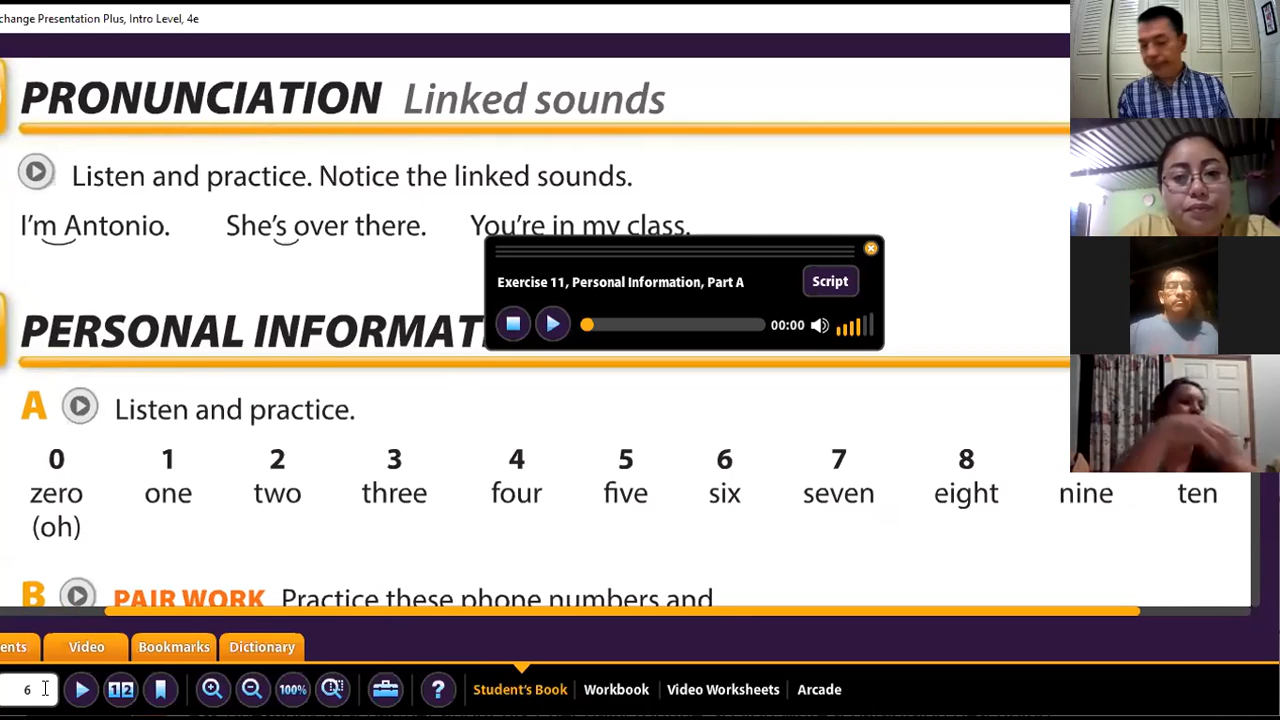 change Presentation Plus, Intro Level, 4e
PRONUNCIATION Linked sounds
Listen and practice. Notice the linked sounds.
I'm Antonio. She's over there. You're in my class.
Exercise 11, Personal Information, Part A Script
00:00
PERSONAL INFORMAT
A Listen and practice.
0 1 2 3 4 5 6 7 8
zero one two three four five six seven eight nine ten
(oh)
B PAIR WORK Practice these phone numbers and
ents Video Bookmarks Dictionary
6 1 2 100% ? Student's Book Workbook Video Worksheets Arcade